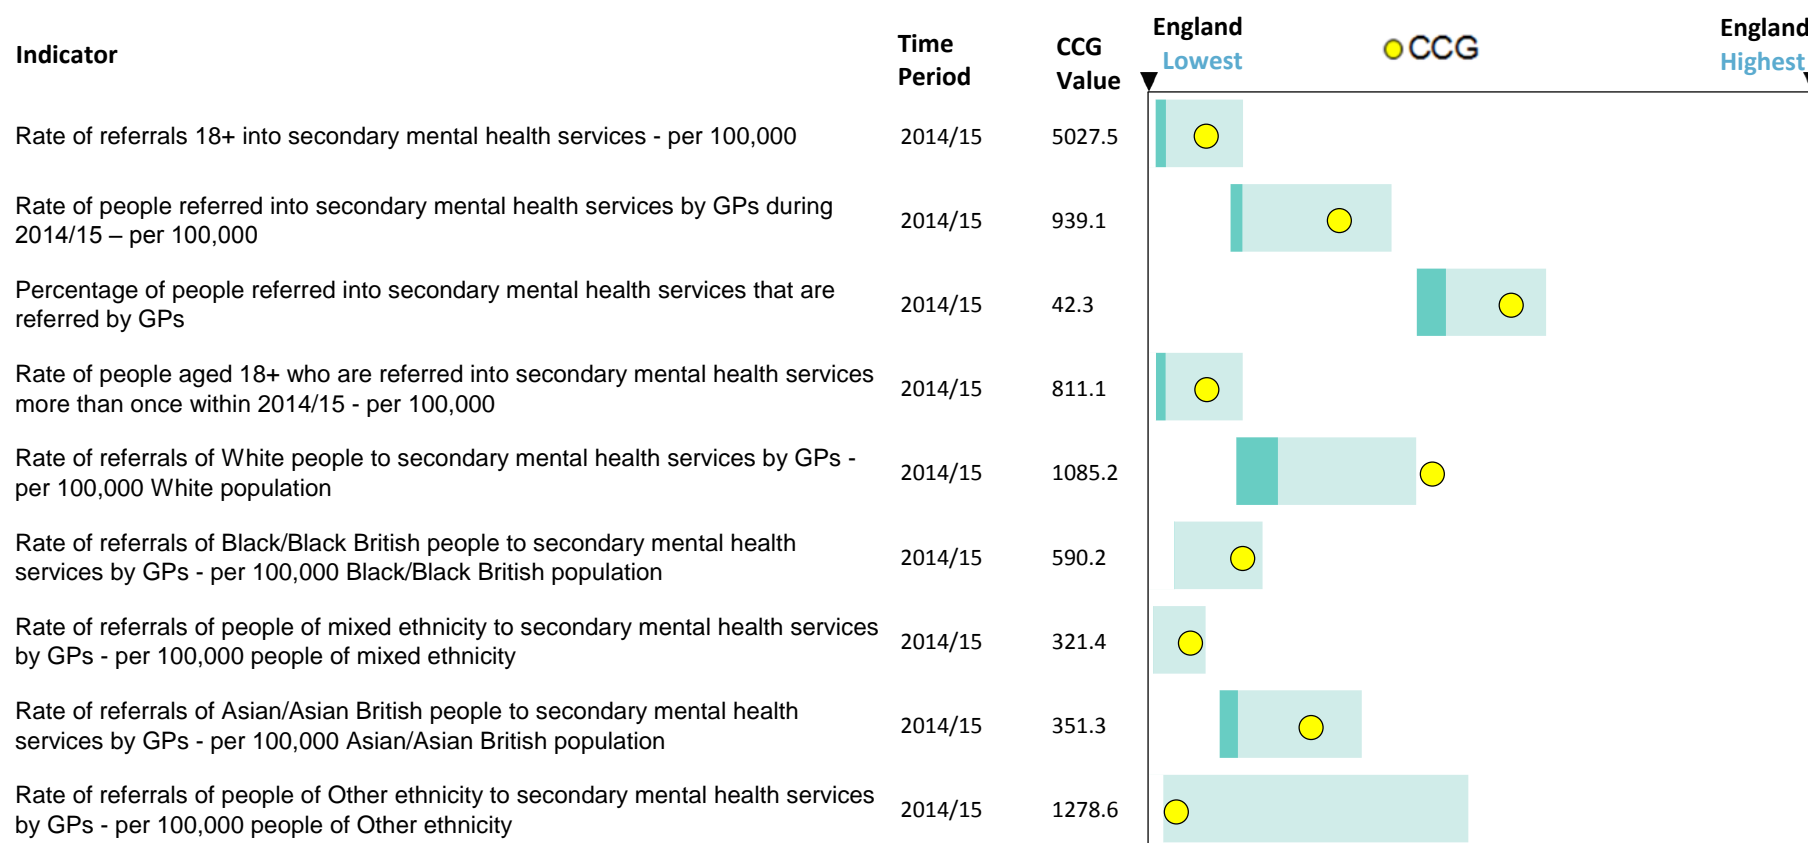 Indicator
Time
Period
CCG
Value
England
Lowest
CCG
England
Highest
Rate of referrals 18+ into secondary mental health services - per 100,000
2014/15
5027.5
Rate of people referred into secondary mental health services by GPs during
2014/15 – per 100,000
2014/15
939.1
Percentage of people referred into secondary mental health services that are
referred by GPs
2014/15
42.3
Rate of people aged 18+ who are referred into secondary mental health services
more than once within 2014/15 - per 100,000
2014/15
811.1
Rate of referrals of White people to secondary mental health services by GPs -
per 100,000 White population
2014/15
1085.2
Rate of referrals of Black/Black British people to secondary mental health
services by GPs - per 100,000 Black/Black British population
2014/15
590.2
Rate of referrals of people of mixed ethnicity to secondary mental health services
by GPs - per 100,000 people of mixed ethnicity
2014/15
321.4
Rate of referrals of Asian/Asian British people to secondary mental health
services by GPs - per 100,000 Asian/Asian British population
2014/15
351.3
Rate of referrals of people of Other ethnicity to secondary mental health services
by GPs - per 100,000 people of Other ethnicity
2014/15
1278.6